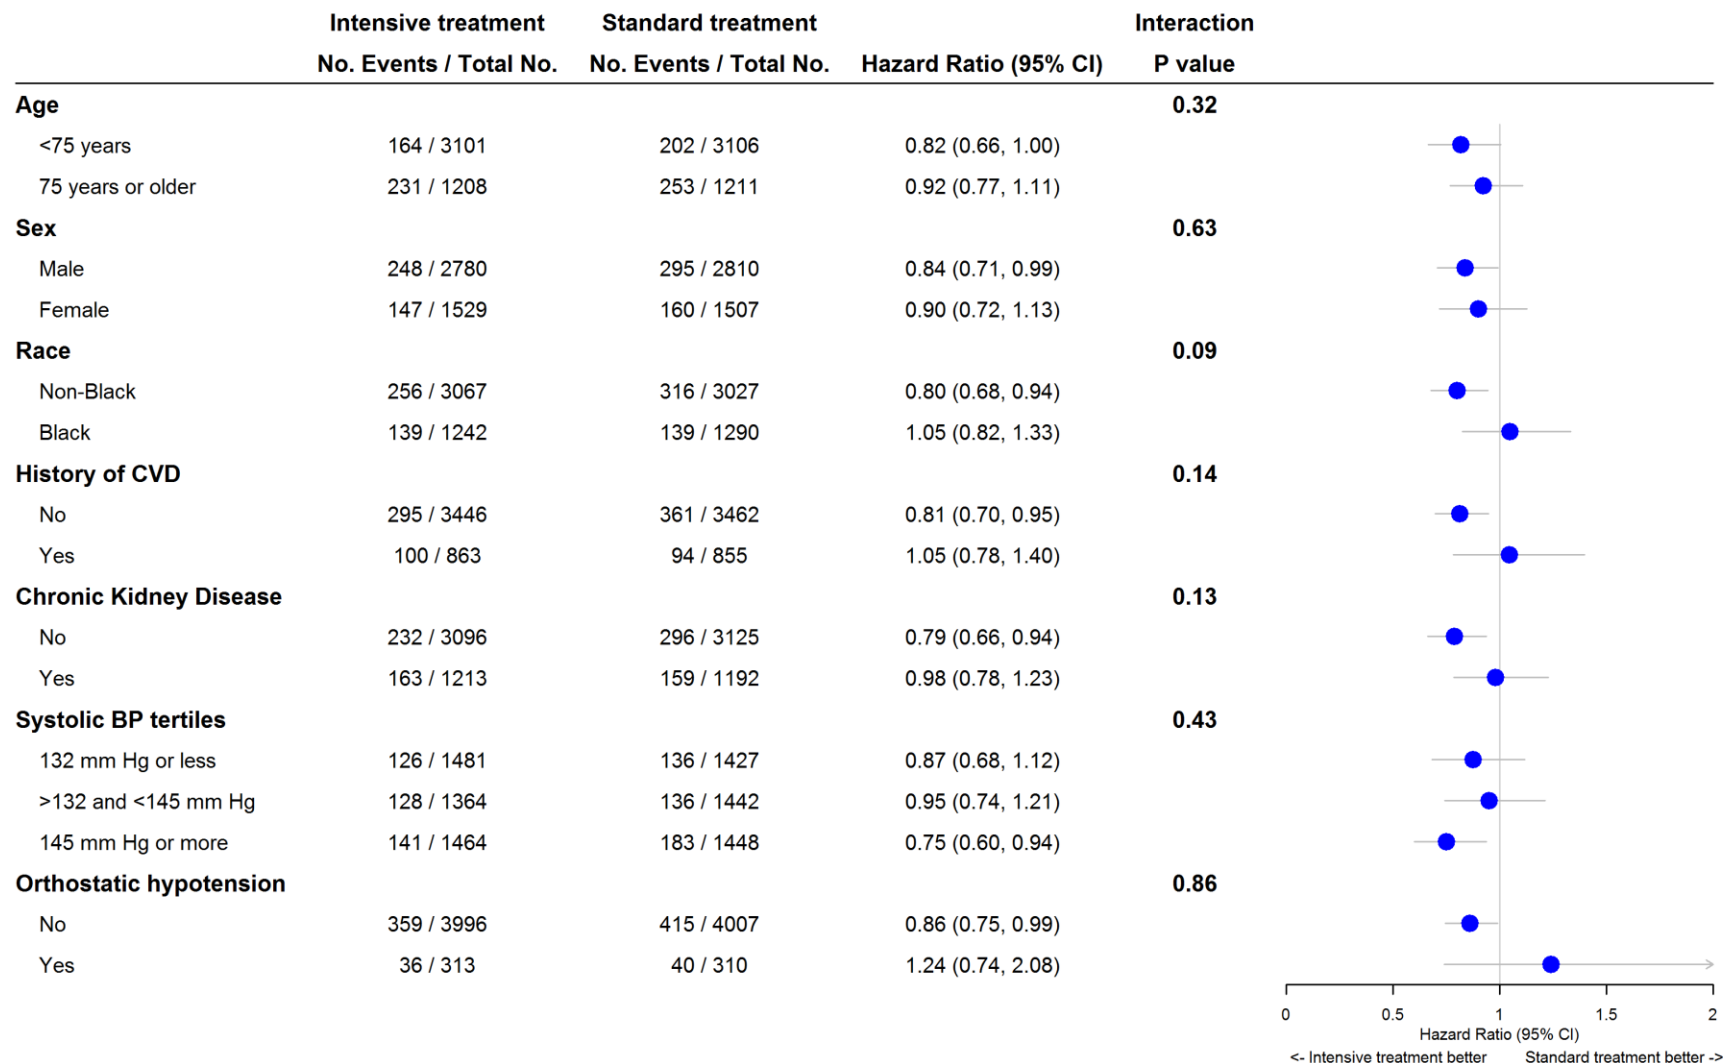 Intensive treatment Standard treatment Interaction
No. Events / Total No. No. Events / Total No. Hazard Ratio (95% CI) P value
Age 0.32
<75 years 164 / 3101 202 / 3106 0.82 (0.66, 1.00)
75 years or older 231 / 1208 253 / 1211 0.92 (0.77, 1.11)
Sex 0.63
Male 248 / 2780 295 / 2810 0.84 (0.71, 0.99)
Female 147 / 1529 160 / 1507 0.90 (0.72, 1.13)
Race 0.09
Non-Black 256 / 3067 316 / 3027 0.80 (0.68, 0.94)
Black 139 / 1242 139 / 1290 1.05 (0.82, 1.33)
History of CVD 0.14
No 295 / 3446 361 / 3462 0.81 (0.70, 0.95)
Yes 100 / 863 94 / 855 1.05 (0.78, 1.40)
Chronic Kidney Disease 0.13
No 232 / 3096 296 / 3125 0.79 (0.66, 0.94)
Yes 163 / 1213 159 / 1192 0.98 (0.78, 1.23)
Systolic BP tertiles 0.43
132 mm Hg or less 126 / 1481 136 / 1427 0.87 (0.68, 1.12)
>132 and <145 mm Hg 128 / 1364 136 / 1442 0.95 (0.74, 1.21)
145 mm Hg or more 141 / 1464 183 / 1448 0.75 (0.60, 0.94)
Orthostatic hypotension 0.86
No 359 / 3996 415 / 4007 0.86 (0.75, 0.99)
Yes 36 / 313 40 / 310 1.24 (0.74, 2.08)
0 0.5 1 1.5 2
Hazard Ratio (95% CI)
<- Intensive treatment better Standard treatment better ->